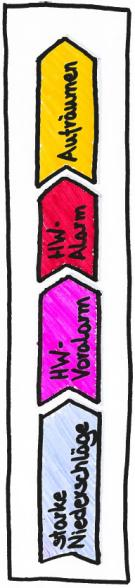 starke
Niederschläge
HW-
Voralarm
HW-
Alarm
Aufräumen